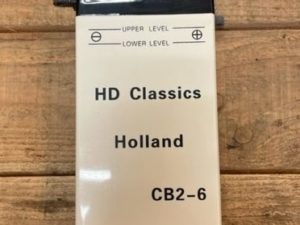 UPPER LEVEL
⊖ ⊕
LOWER LEVEL
HD Classics
Holland
CB2-6